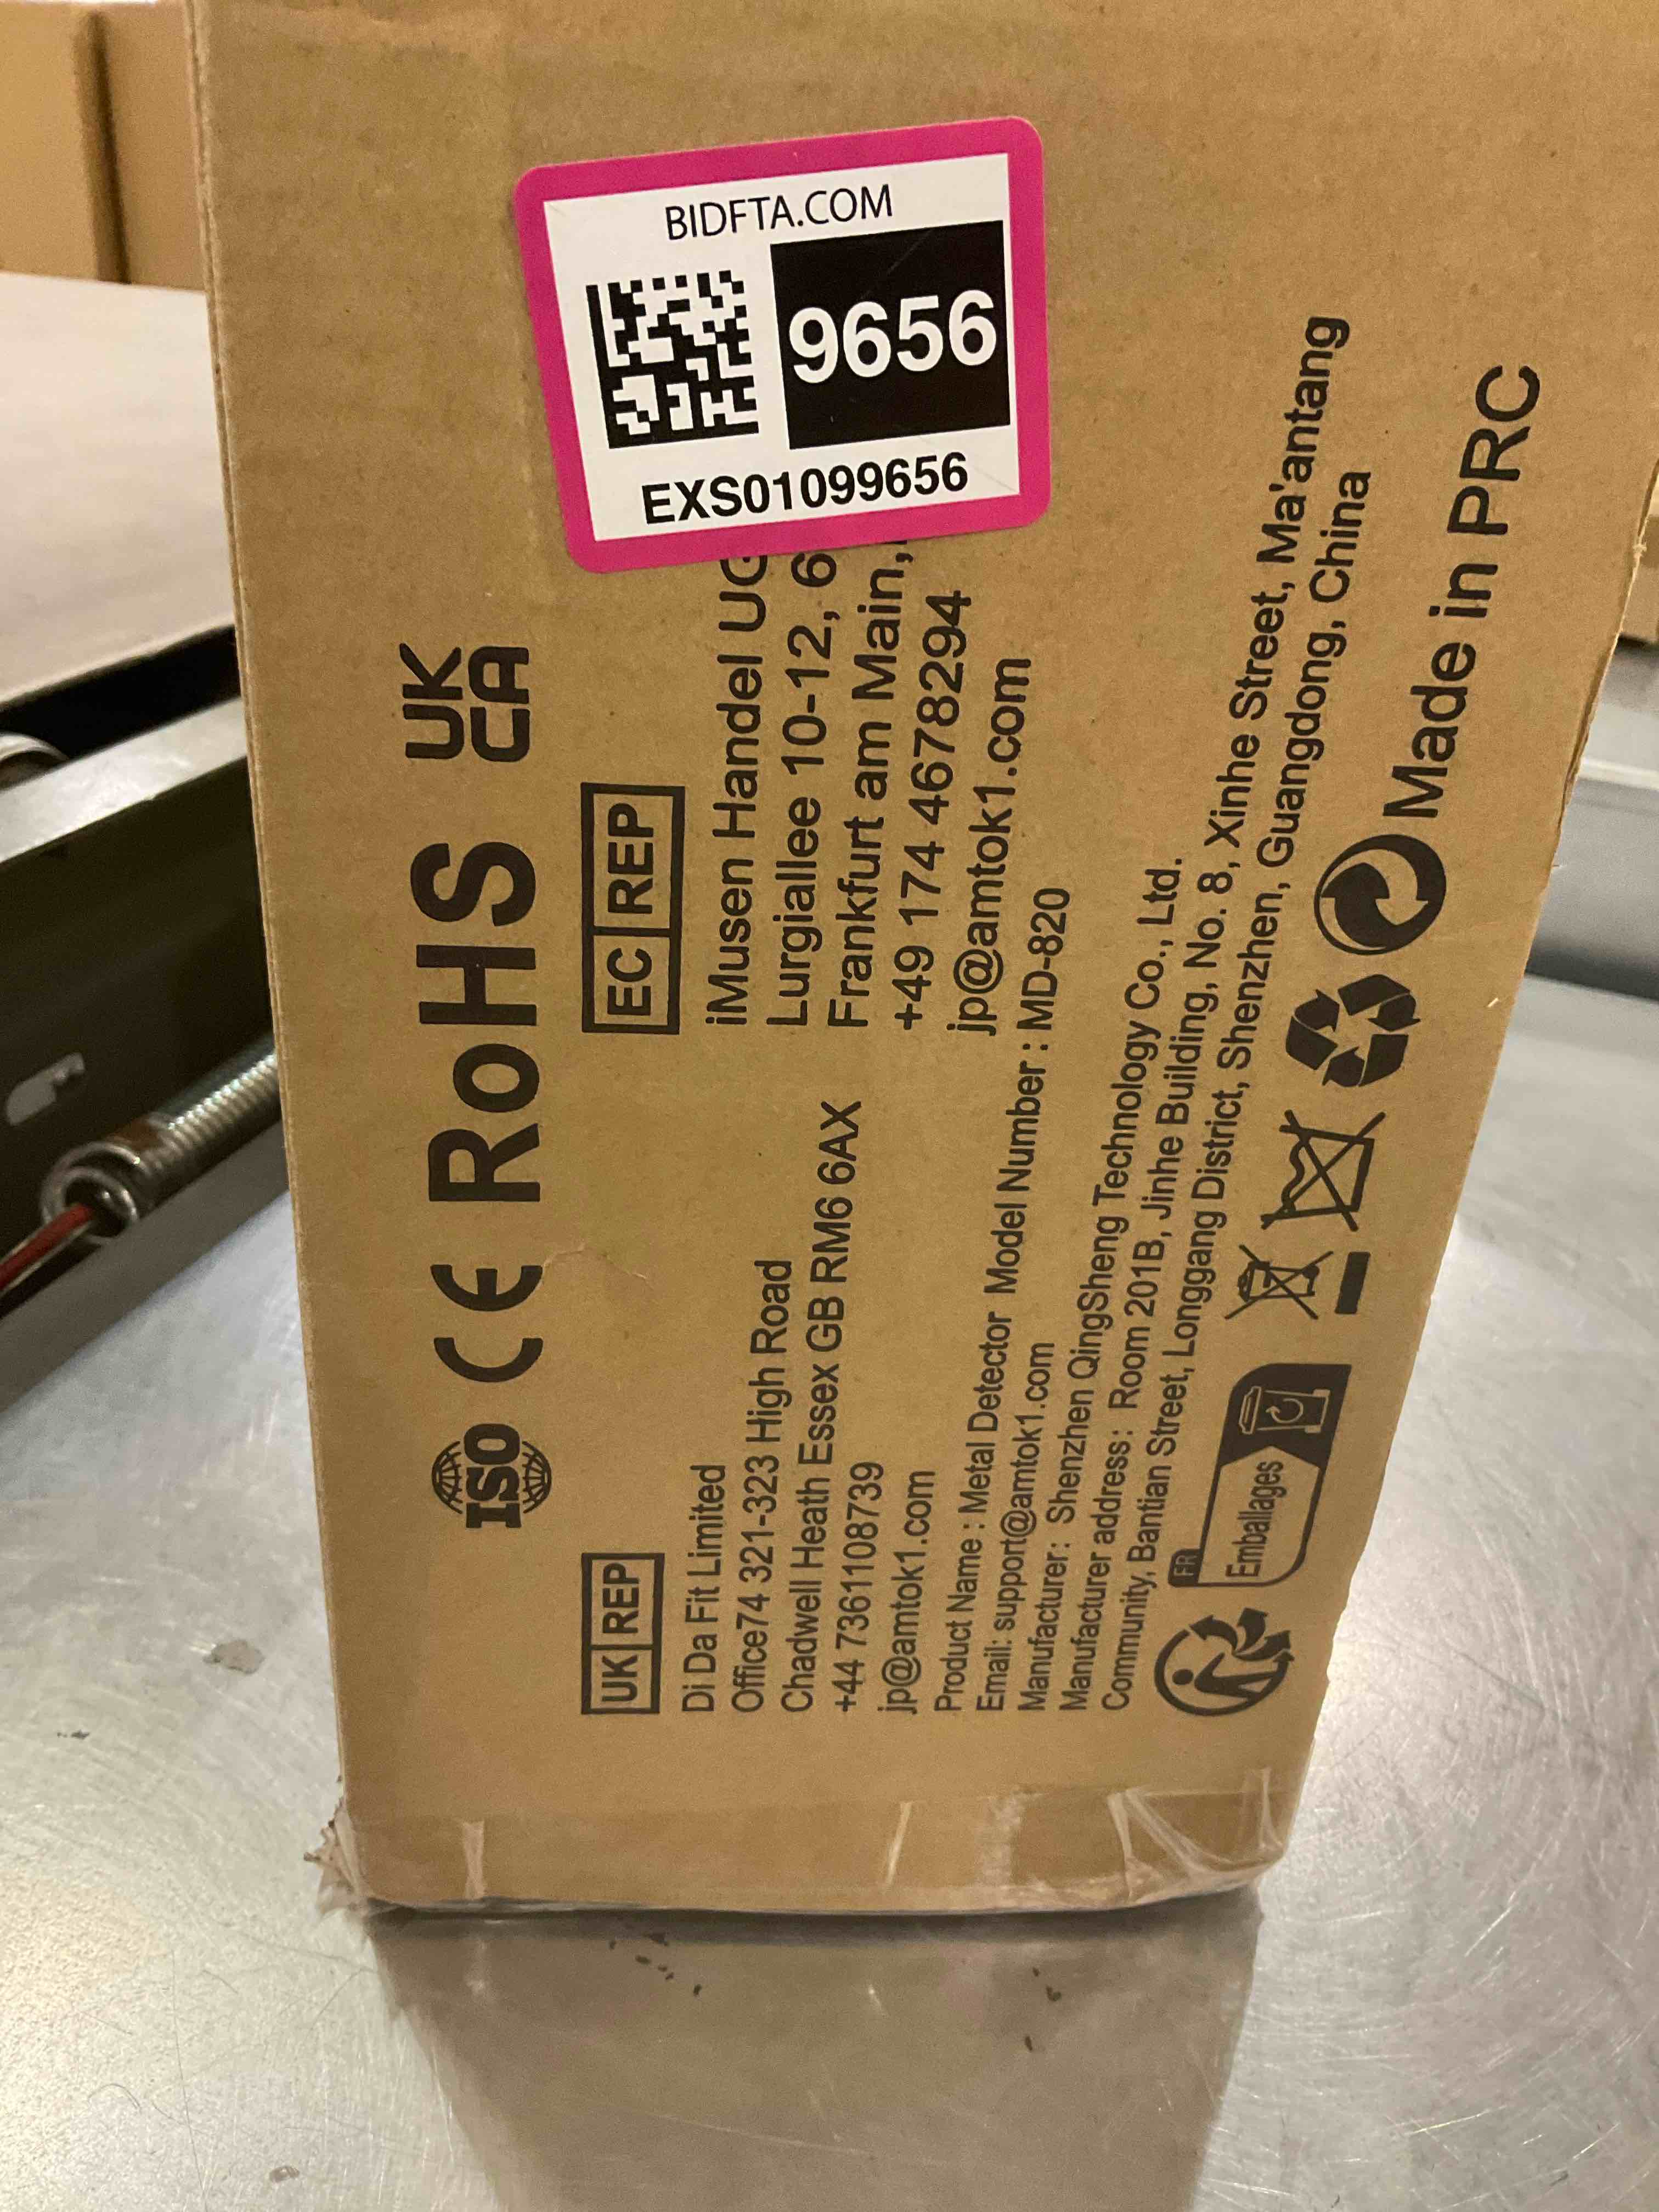 BIDFTA.COM
9656
EXS01099656
ISO CE RoHS UK
CA
UK REP
Di Da Fit Limited
Office74 321-323 High Road
Chadwell Heath Essex GB RM6 6AX
+44 7361108739
jp@amtok1.com
EC REP
iMusen Handel UG
Lurgiallee 10-12, 6
Frankfurt am Main,
+49 174 4678294
jp@amtok1.com
Product Name : Metal Detector Model Number : MD-820
Email: support@amtok1.com
Manufacturer: Shenzhen QingSheng Technology Co., Ltd.
Manufacturer address: Room 201B, Jinhe Building, No. 8, Xinhe Street, Ma'antang
Community, Bantian Street, Longgang District, Shenzhen, Guangdong, China
FR
Emballages
Made in PRC